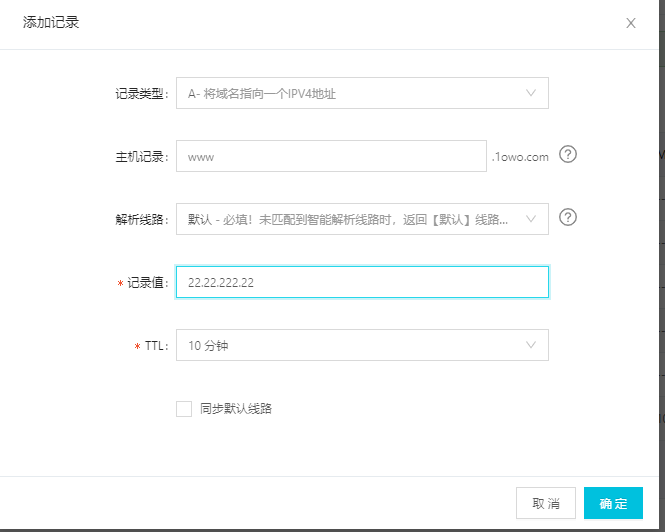 添加记录
记录类型: A- 将域名指向一个IPV4地址
主机记录: www .1owo.com ?
解析线路: 默认 - 必填！未匹配到智能解析线路时，返回【默认】线路... ?
* 记录值: 22.22.222.22
* TTL: 10 分钟
同步默认线路
取 消 确 定